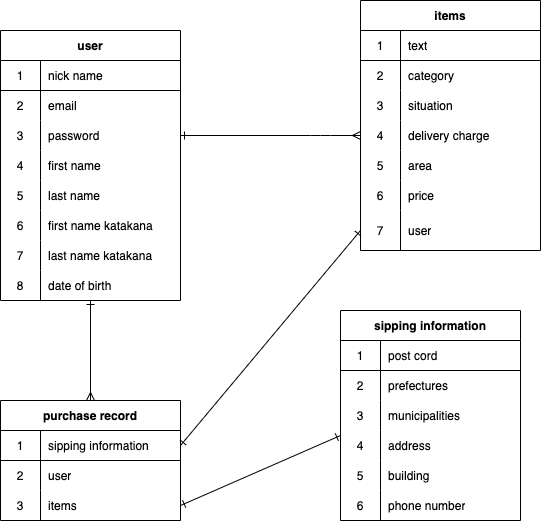 user
1 nick name
2 email
3 password
4 first name
5 last name
6 first name katakana
7 last name katakana
8 date of birth
items
1 text
2 category
3 situation
4 delivery charge
5 area
6 price
7 user
purchase record
1 sipping information
2 user
3 items
sipping information
1 post cord
2 prefectures
3 municipalities
4 address
5 building
6 phone number